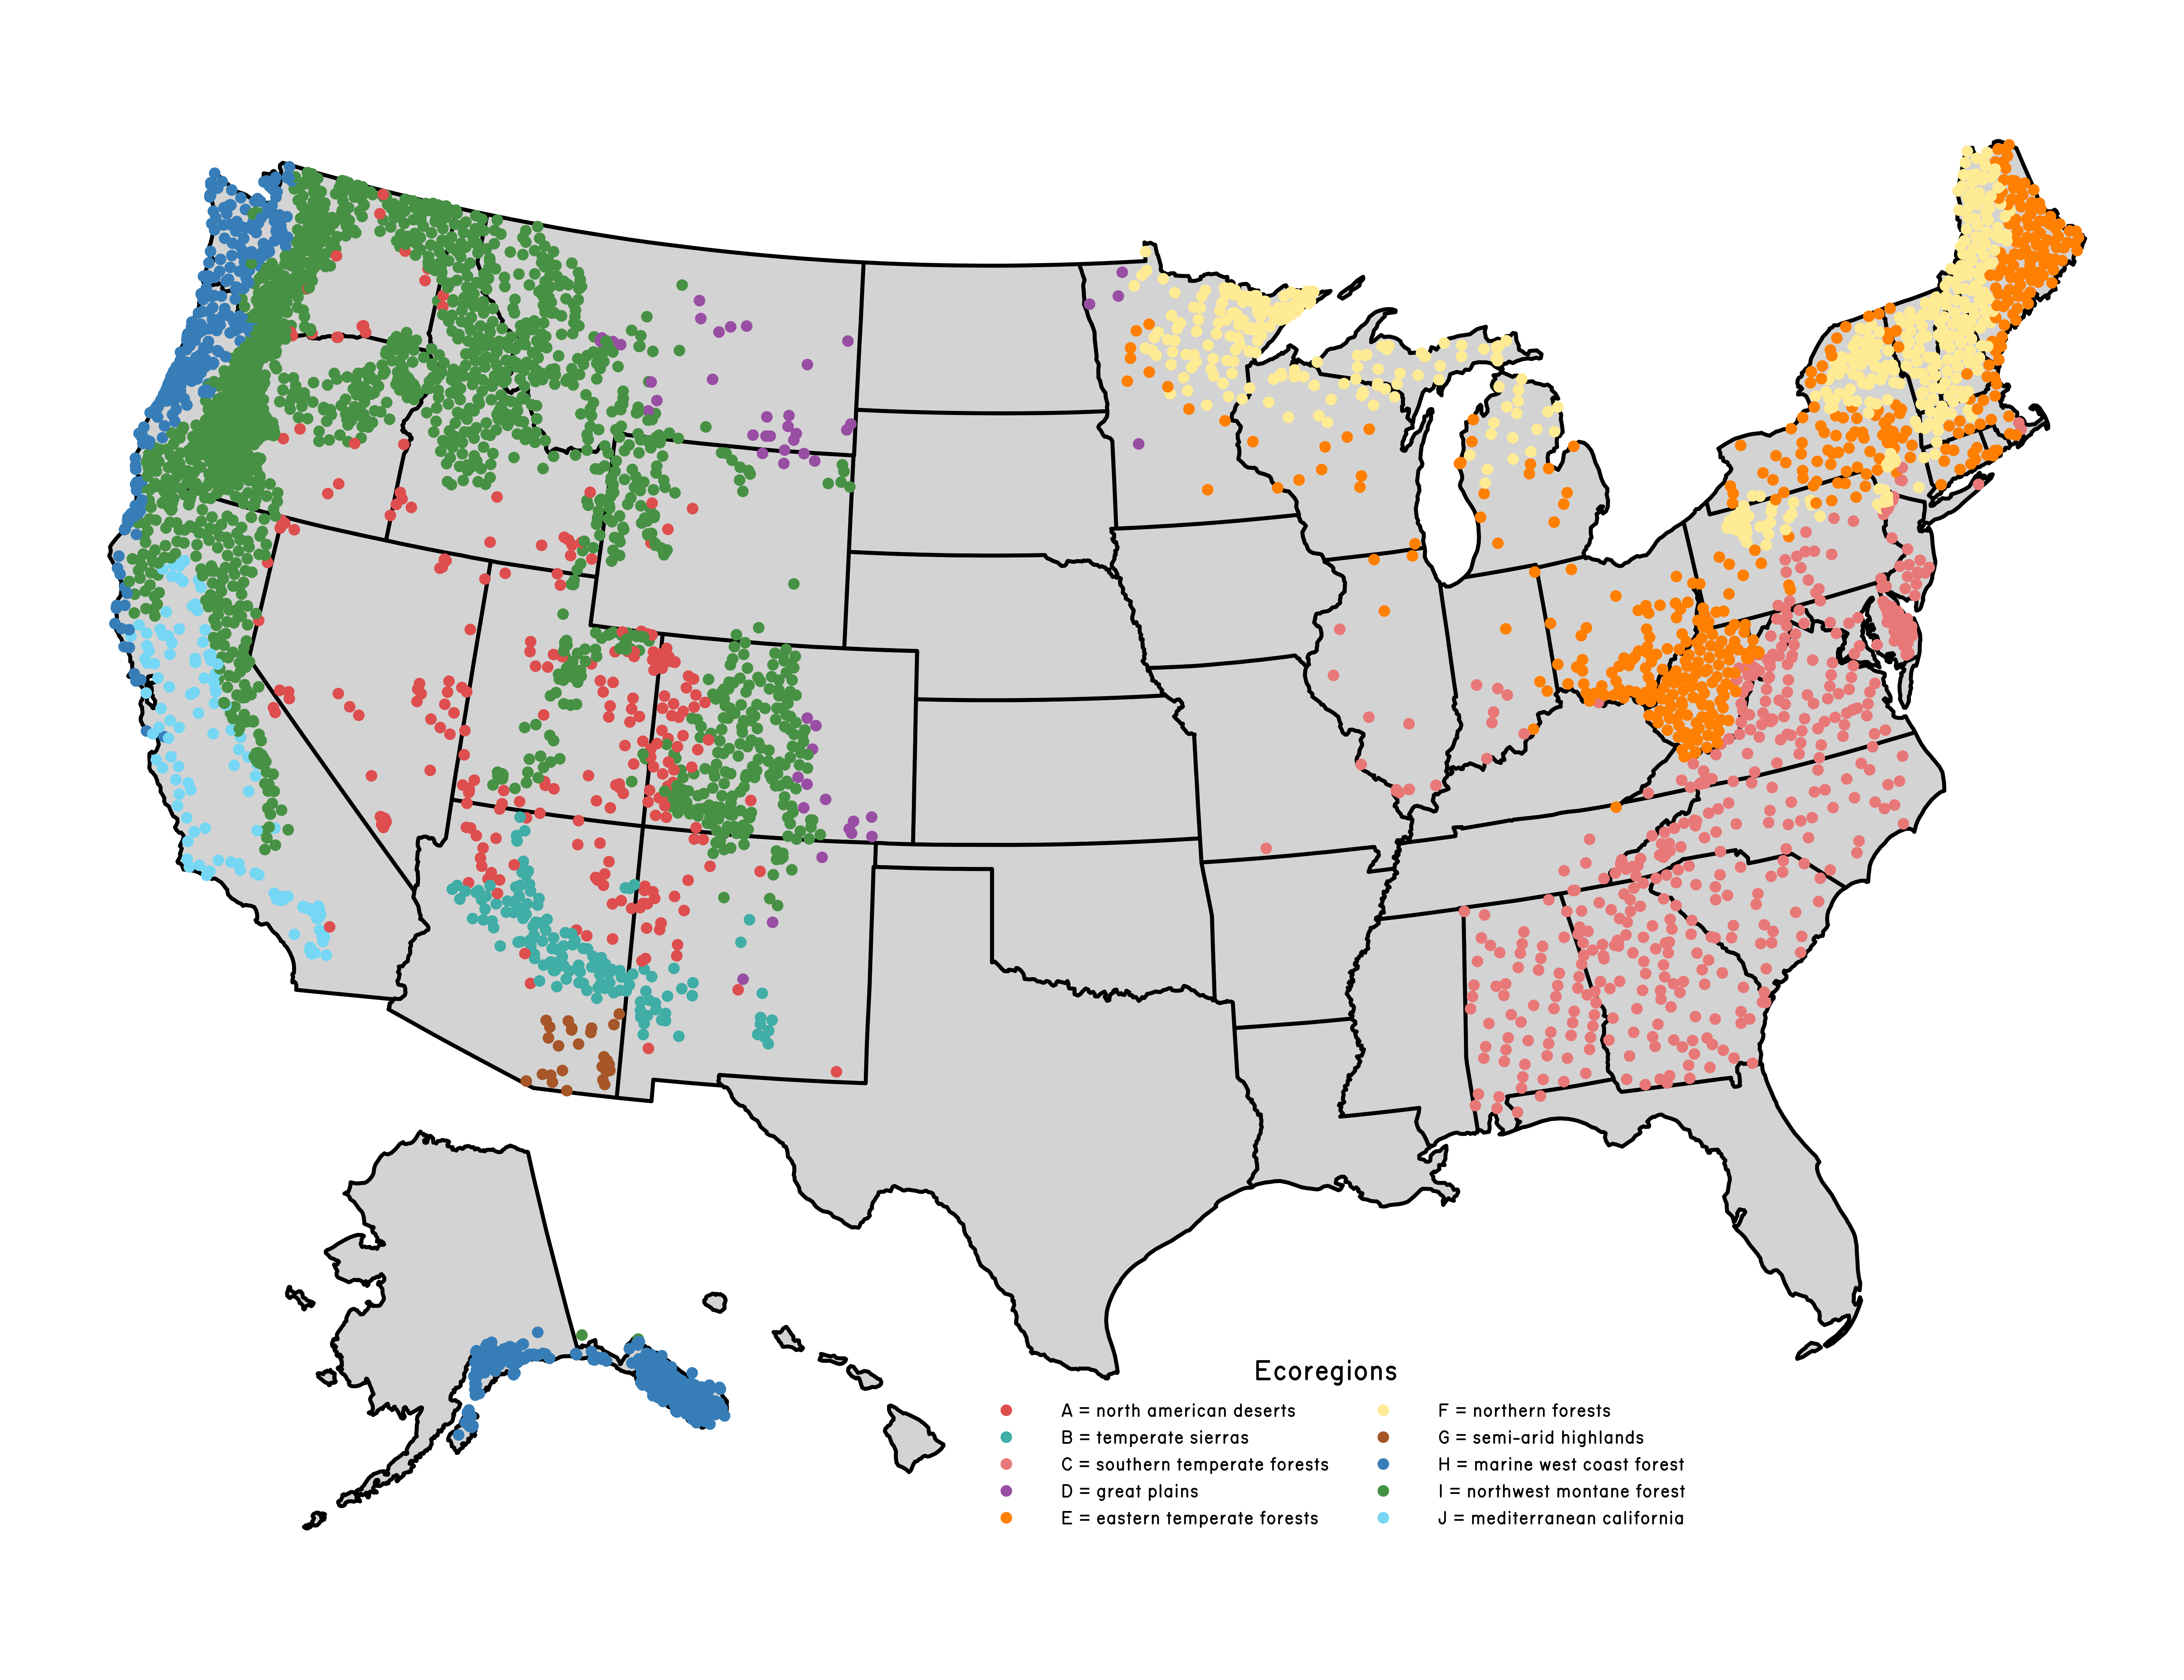 Ecoregions
A = north american deserts
B = temperate sierras
C = southern temperate forests
D = great plains
E = eastern temperate forests
F = northern forests
G = semi-arid highlands
H = marine west coast forest
I = northwest montane forest
J = mediterranean california